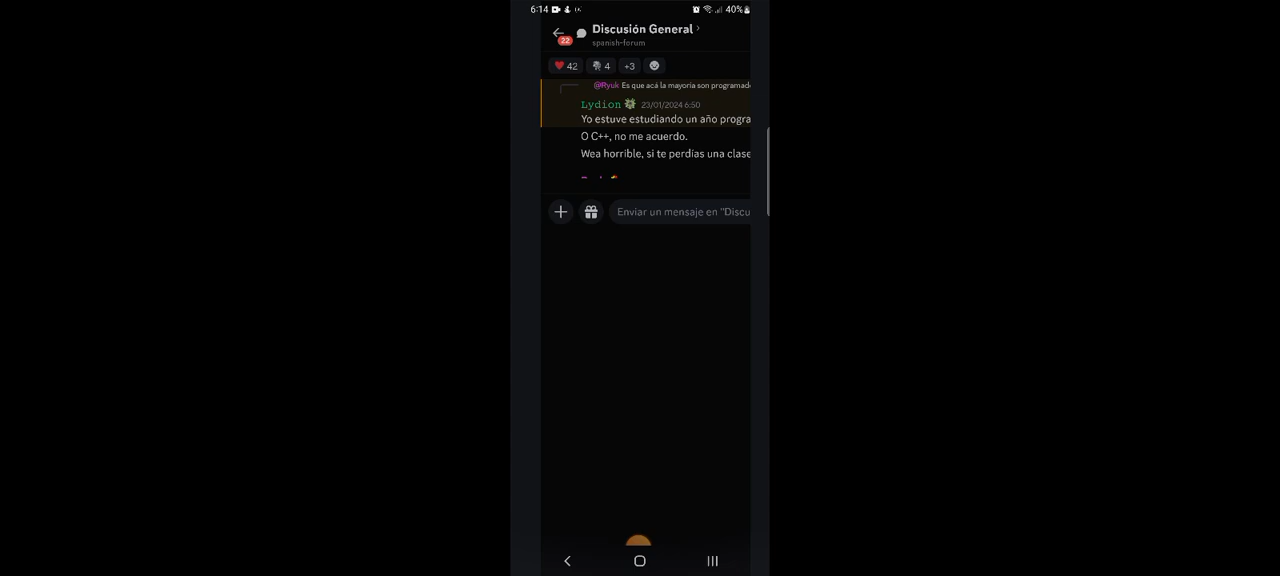 6:14
40%
Discusión General ›
spanish-forum
22
42 4 +3
@Ryuk Es que acá la mayoría son programado
Lydion 23/01/2024 6:50
Yo estuve estudiando un año progra
O C++, no me acuerdo.
Wea horrible, si te perdías una clase
Enviar un mensaje en "Discu